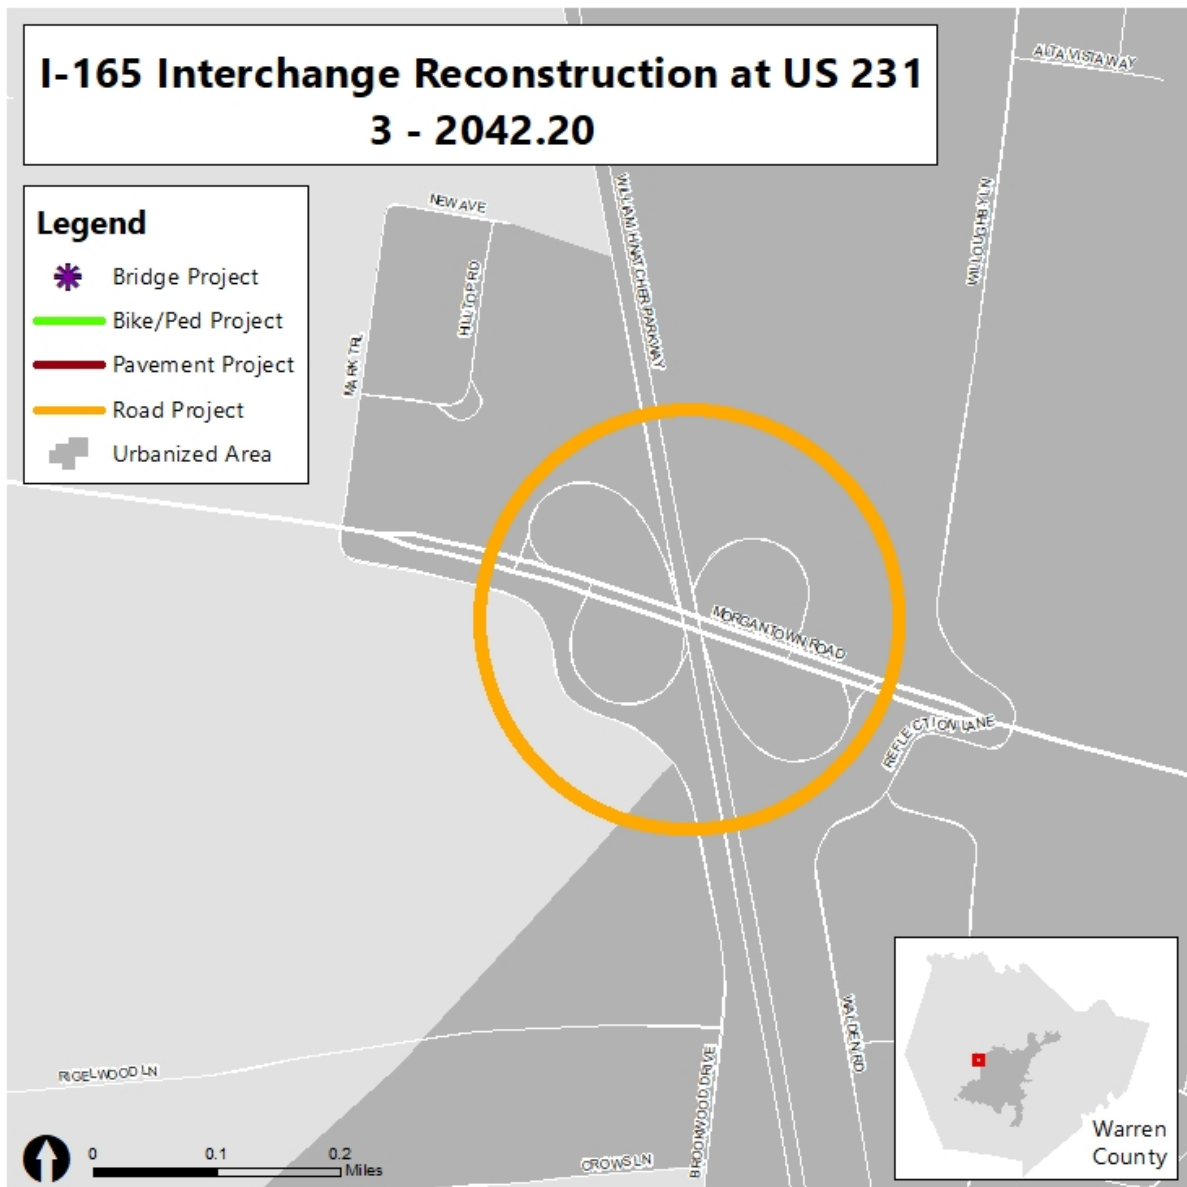 I-165 Interchange Reconstruction at US 231
3 - 2042.20
Legend
Bridge Project
Bike/Ped Project
Pavement Project
Road Project
Urbanized Area
ALTA VISTA WAY
NEW AVE
HILLTOP RD
MARK TRL
WILLIAM H NATCHER PARKWAY
WILLOUGHBY LN
MORGANTOWN ROAD
REFLECTION LANE
WALDEN RD
BROOKWOOD DRIVE
RIGELWOOD LN
CROWS LN
0 0.1 0.2
Miles
Warren
County